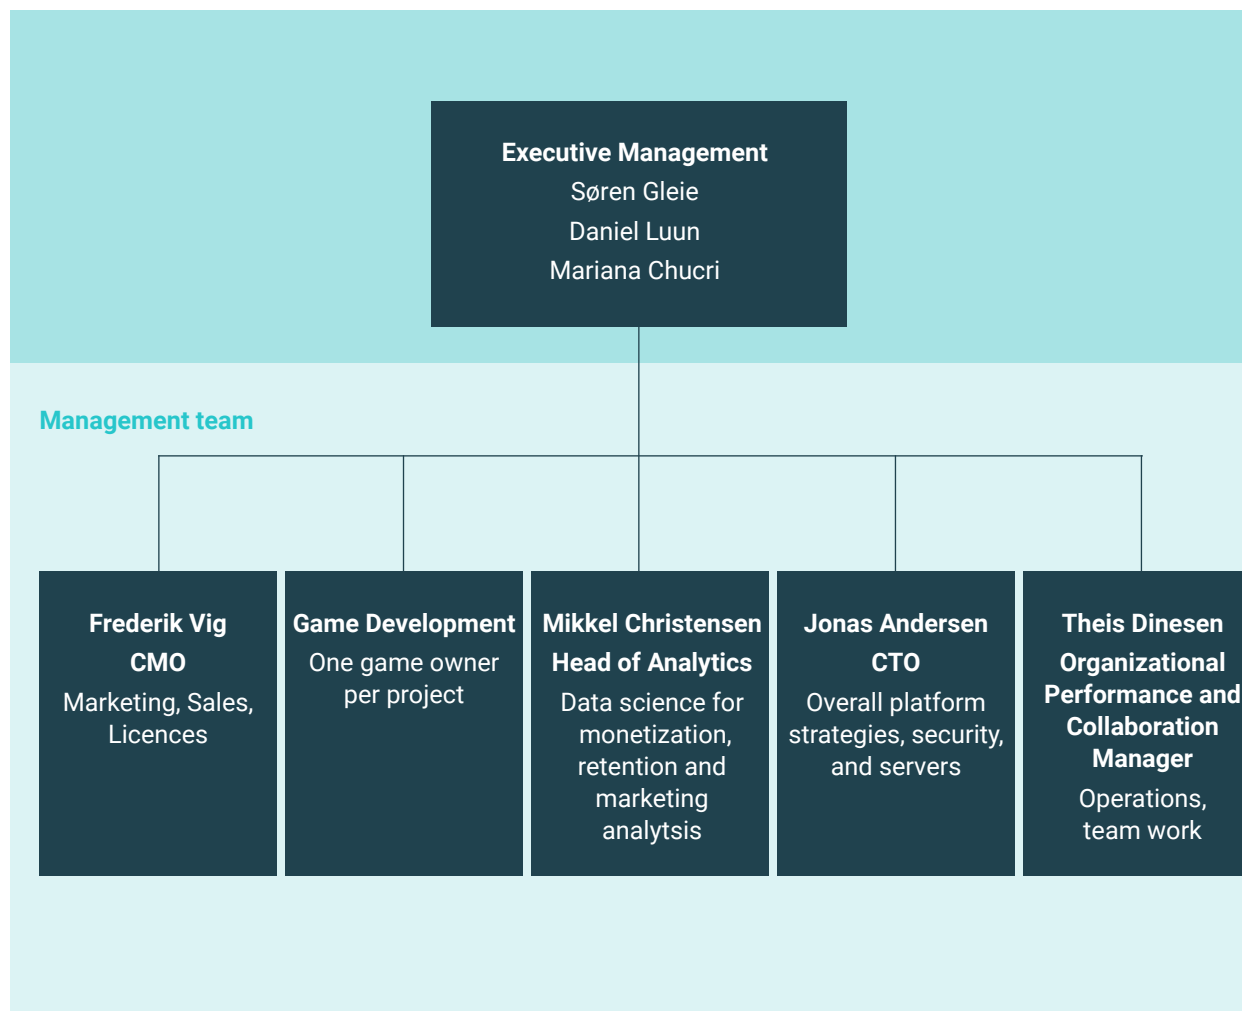 Executive Management
Søren Gleie
Daniel Luun
Mariana Chucri
Management team
Frederik Vig
CMO
Marketing, Sales,
Licences
Game Development
One game owner
per project
Mikkel Christensen
Head of Analytics
Data science for
monetization,
retention and
marketing
analytsis
Jonas Andersen
CTO
Overall platform
strategies, security,
and servers
Theis Dinesen
Organizational
Performance and
Collaboration
Manager
Operations,
team work